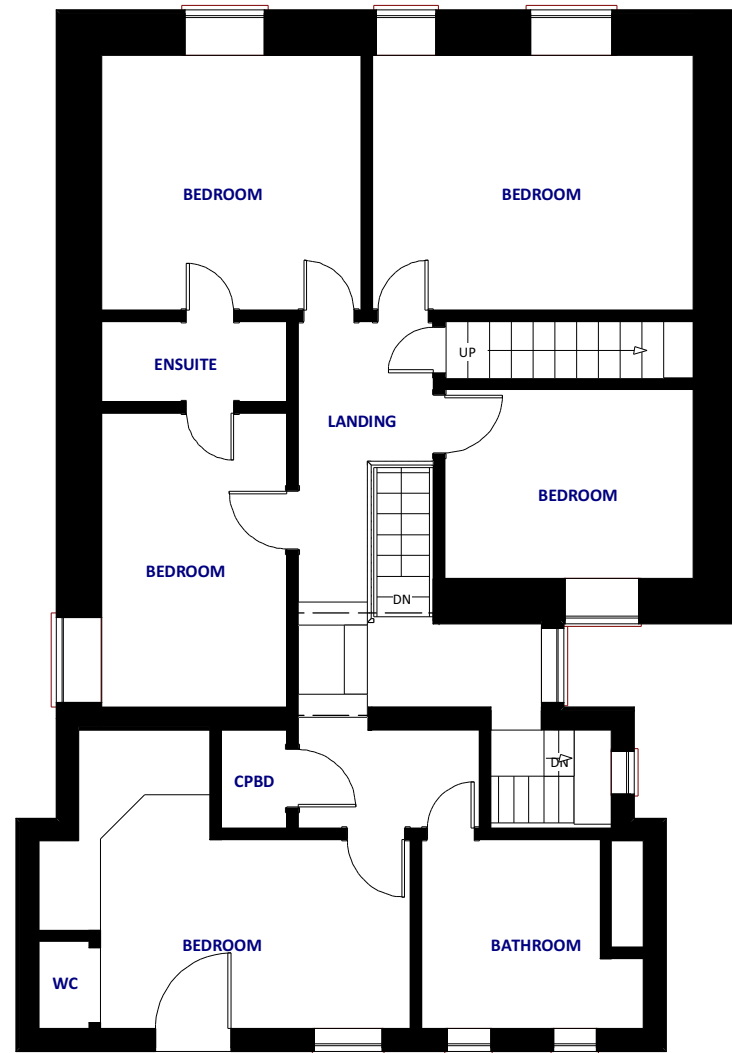 BEDROOM
BEDROOM
UP
ENSUITE
LANDING
BEDROOM
BEDROOM
DN
DN
CPBD
BEDROOM
BATHROOM
WC